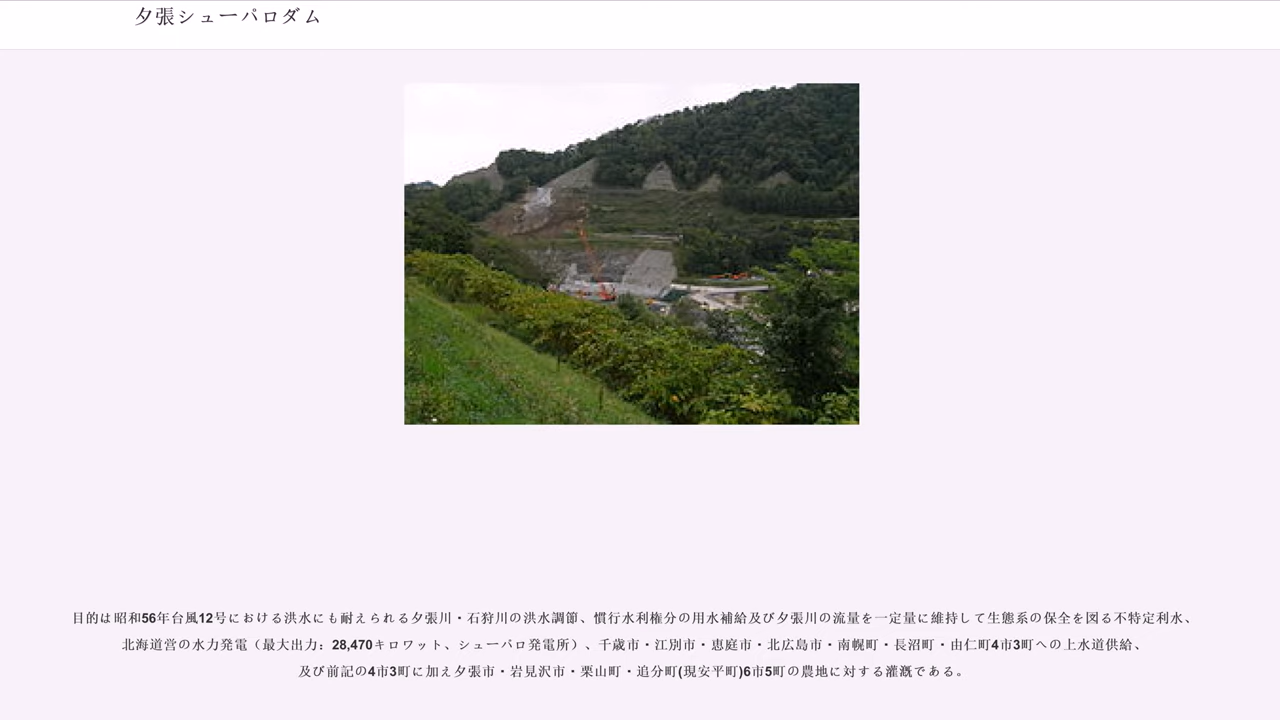 夕張シューパロダム
目的は昭和56年台風12号における洪水にも耐えられる夕張川・石狩川の洪水調節、慣行水利権分の用水補給及び夕張川の流量を一定量に維持して生態系の保全を図る不特定利水、
北海道営の水力発電（最大出力：28,470キロワット、シューパロ発電所）、千歳市・江別市・恵庭市・北広島市・南幌町・長沼町・由仁町4市3町への上水道供給、
及び前記の4市3町に加え夕張市・岩見沢市・栗山町・追分町(現安平町)6市5町の農地に対する灌漑である。